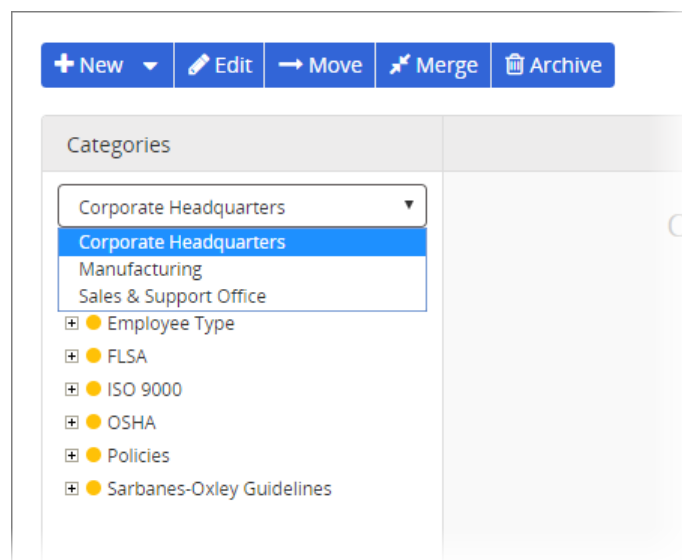 New Edit Move Merge Archive
Categories
Corporate Headquarters
Corporate Headquarters
Manufacturing
Sales & Support Office
Employee Type
FLSA
ISO 9000
OSHA
Policies
Sarbanes-Oxley Guidelines